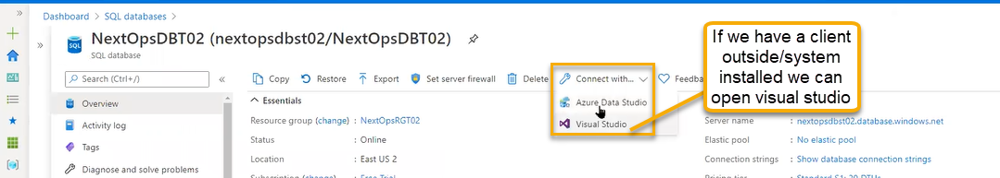 Dashboard > SQL databases >
NextOpsDBT02 (nextopsdbst02/NextOpsDBT02)
SQL
SQL database
Search (Ctrl+/)
«
Copy Restore Export Set server firewall Delete Connect with... Feedb
Azure Data Studio
Visual Studio
If we have a client
outside/system
installed we can
open visual studio
Overview
Activity log
Tags
Diagnose and solve problems
Essentials
Resource group (change) : NextOpsRGT02
Status : Online
Location : East US 2
Subscription (change) : Free Trial
Server name : nextopsdbst02.database.windows.net
Elastic pool : No elastic pool
Connection strings : Show database connection strings
Pricing tier : Standard S1: 20 DTUs